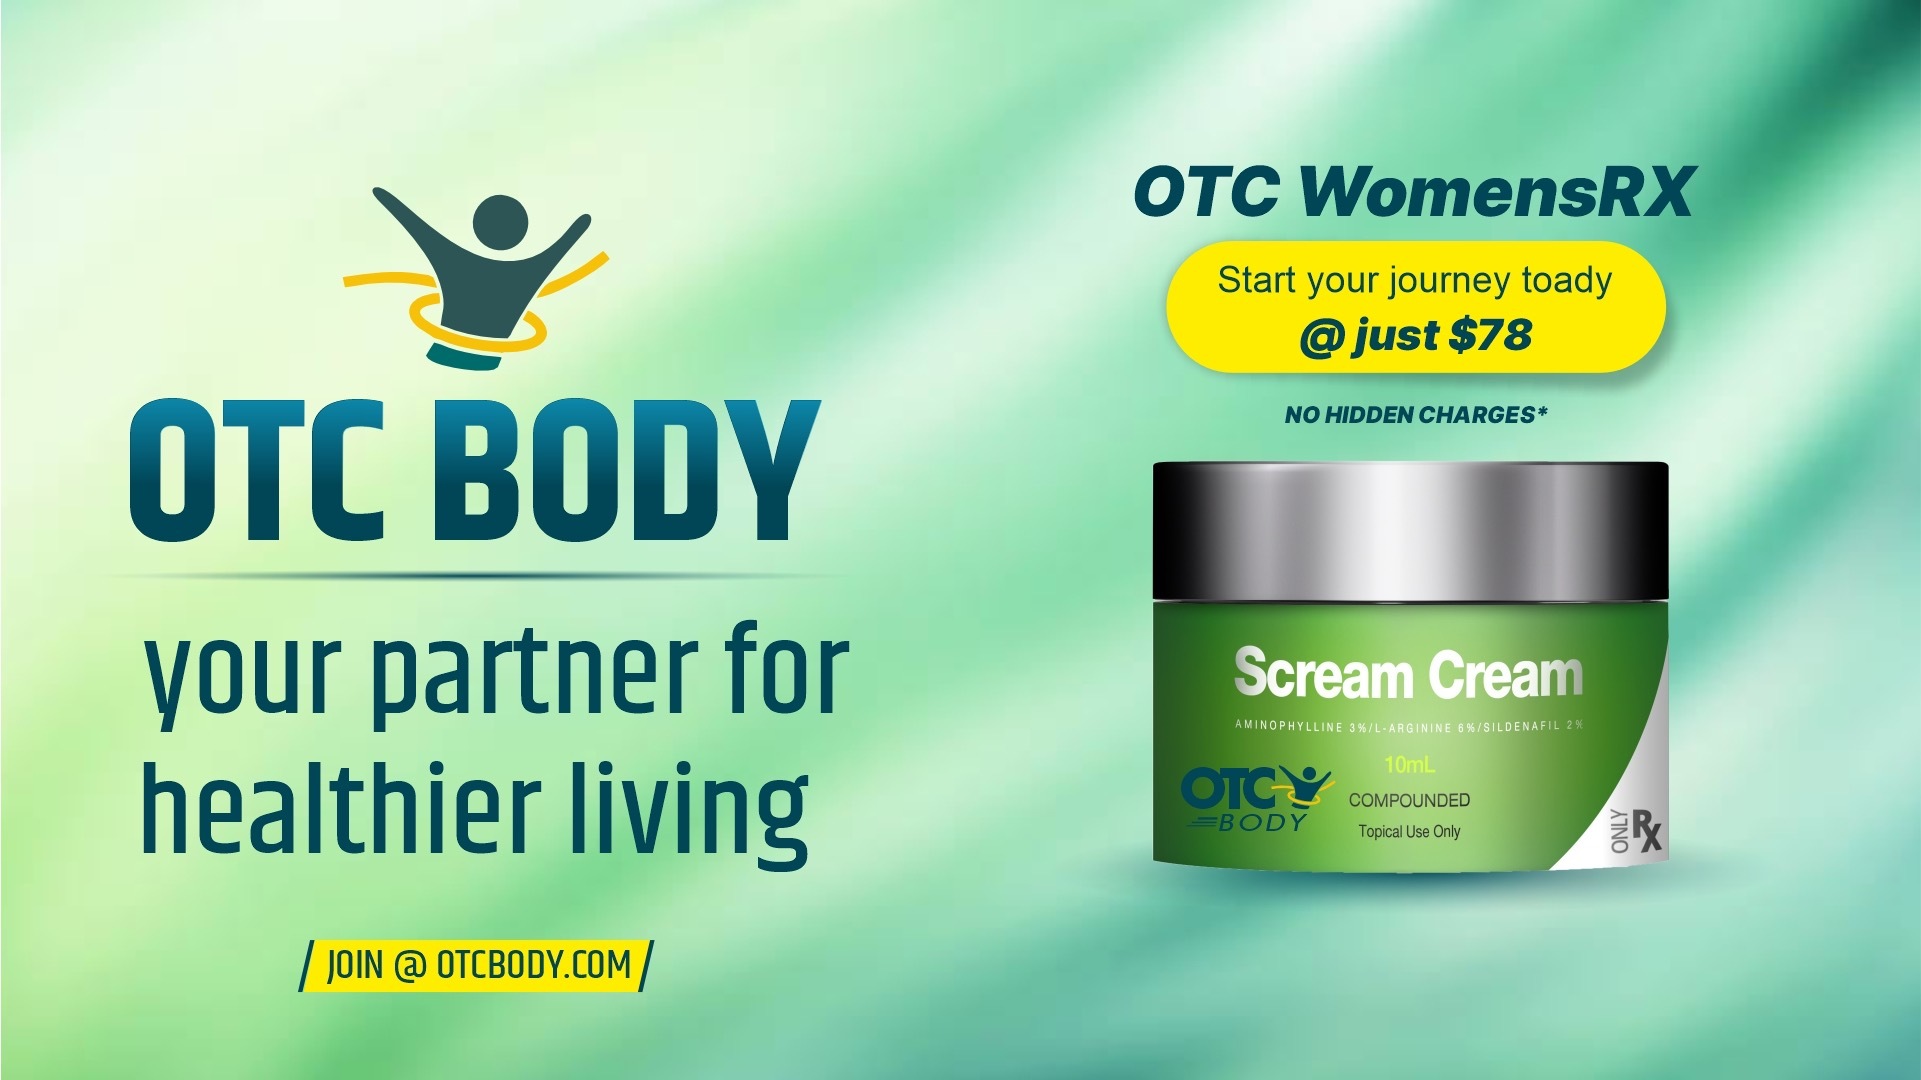 OTC BODY
your partner for
healthier living
JOIN @ OTCBODY.COM
OTC WomensRX
Start your journey toady
@ just $78
NO HIDDEN CHARGES*
Scream Cream
AMINOPHYLLINE 3%/L-ARGININE 6%/SILDENAFIL 2%
10mL
OTC
BODY
COMPOUNDED
Topical Use Only
ONLY
RX